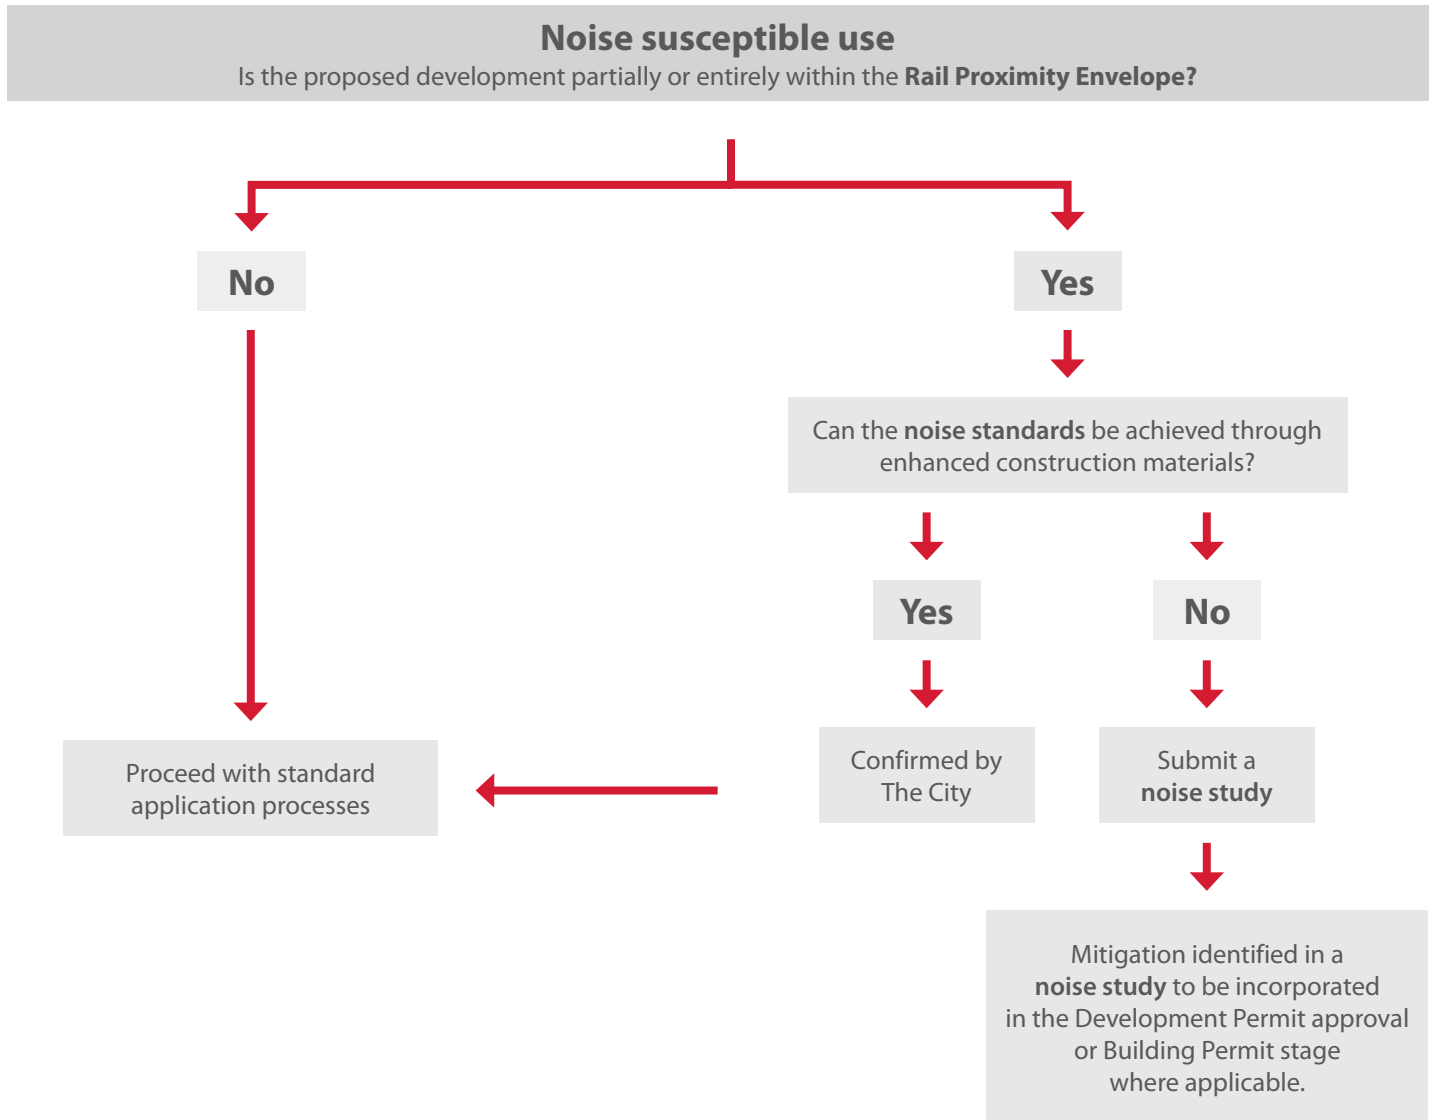 Noise susceptible use
Is the proposed development partially or entirely within the Rail Proximity Envelope?
No
Yes
Can the noise standards be achieved through
enhanced construction materials?
Yes
No
Proceed with standard
application processes
Confirmed by
The City
Submit a
noise study
Mitigation identified in a
noise study to be incorporated
in the Development Permit approval
or Building Permit stage
where applicable.